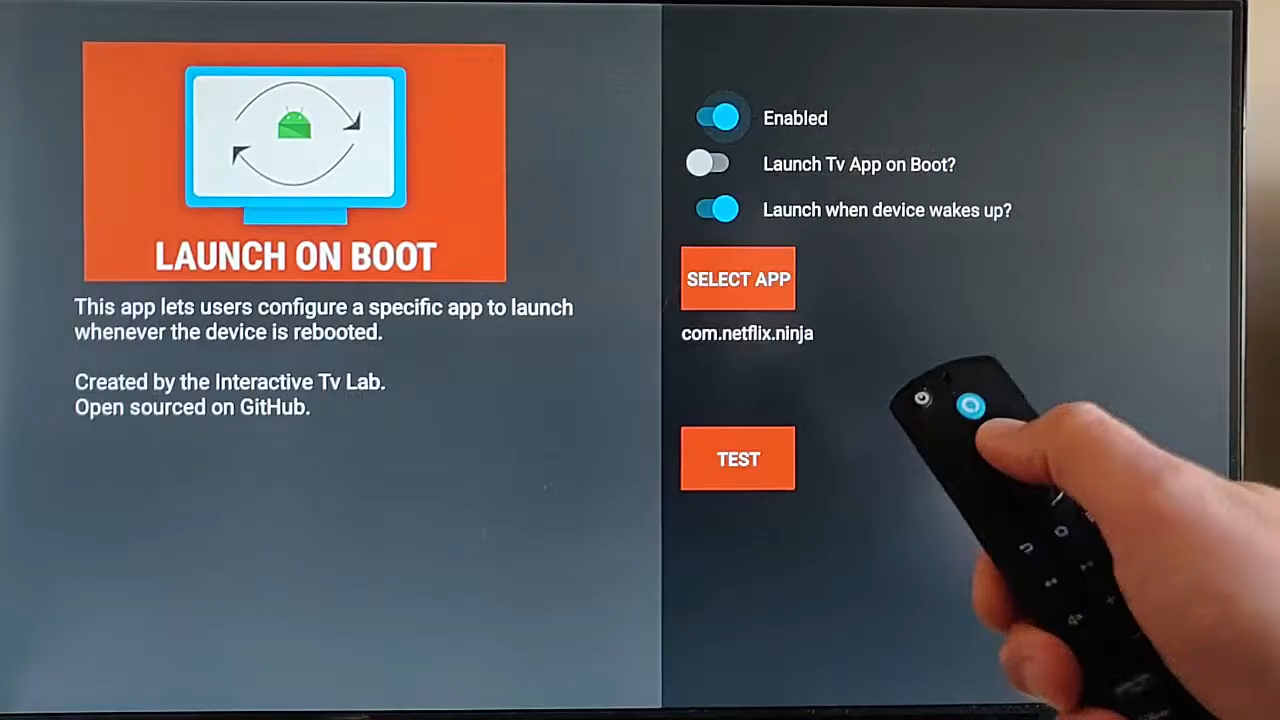 LAUNCH ON BOOT
This app lets users configure a specific app to launch
whenever the device is rebooted.
Created by the Interactive Tv Lab.
Open sourced on GitHub.
Enabled
Launch Tv App on Boot?
Launch when device wakes up?
SELECT APP
com.netflix.ninja
TEST